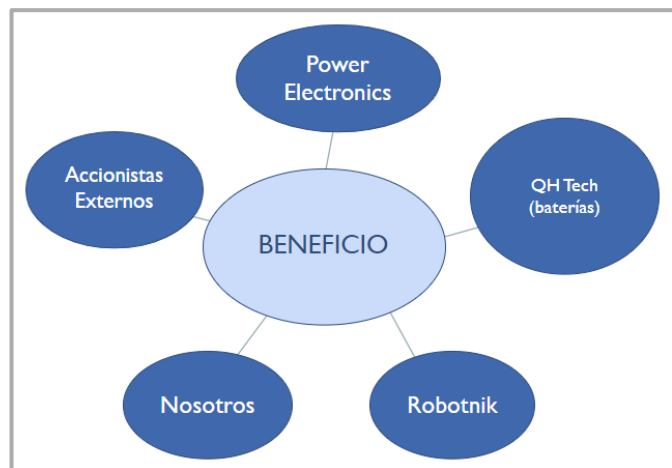 Power
Electronics
Accionistas
Externos
QH Tech
(baterías)
BENEFICIO
Nosotros
Robotnik